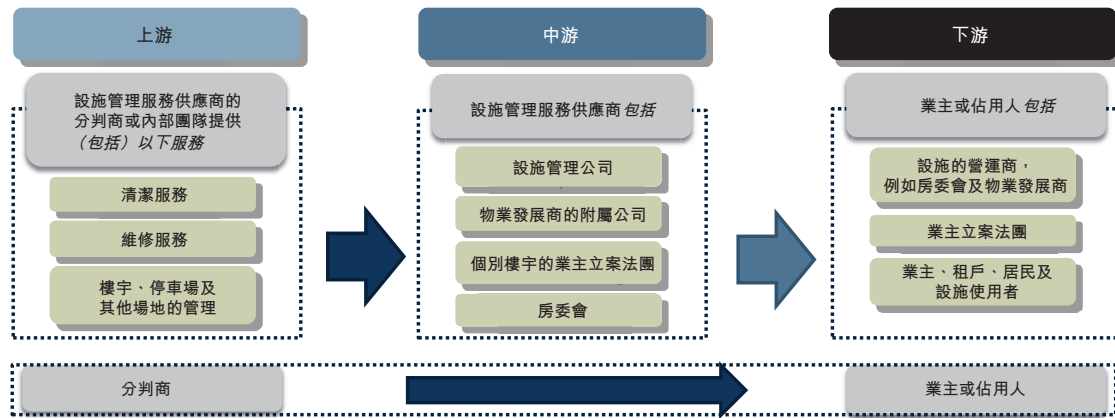 上游
設施管理服務供應商的
分判商或內部團隊提供
（包括）以下服務
清潔服務
維修服務
樓宇、停車場及
其他場地的管理
中游
設施管理服務供應商包括
設施管理公司
物業發展商的附屬公司
個別樓宇的業主立案法團
房委會
下游
業主或佔用人包括
設施的營運商，
例如房委會及物業發展商
業主立案法團
業主、租戶、居民及
設施使用者
分判商
業主或佔用人